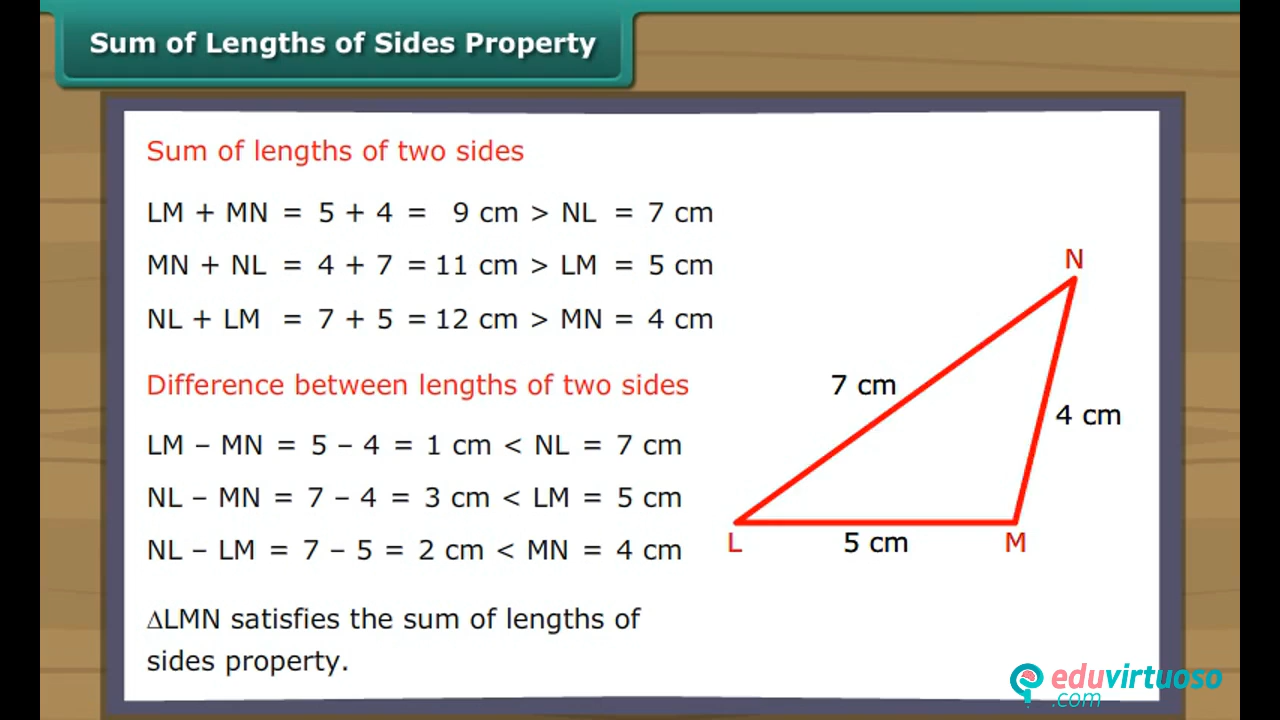 Sum of Lengths of Sides Property
Sum of lengths of two sides
LM + MN = 5 + 4 = 9 cm > NL = 7 cm
MN + NL = 4 + 7 = 11 cm > LM = 5 cm
NL + LM = 7 + 5 = 12 cm > MN = 4 cm
Difference between lengths of two sides
LM – MN = 5 – 4 = 1 cm < NL = 7 cm
NL – MN = 7 – 4 = 3 cm < LM = 5 cm
NL – LM = 7 – 5 = 2 cm < MN = 4 cm
∆LMN satisfies the sum of lengths of
sides property.
N
7 cm
4 cm
L
5 cm
M
eduvirtuoso
.com